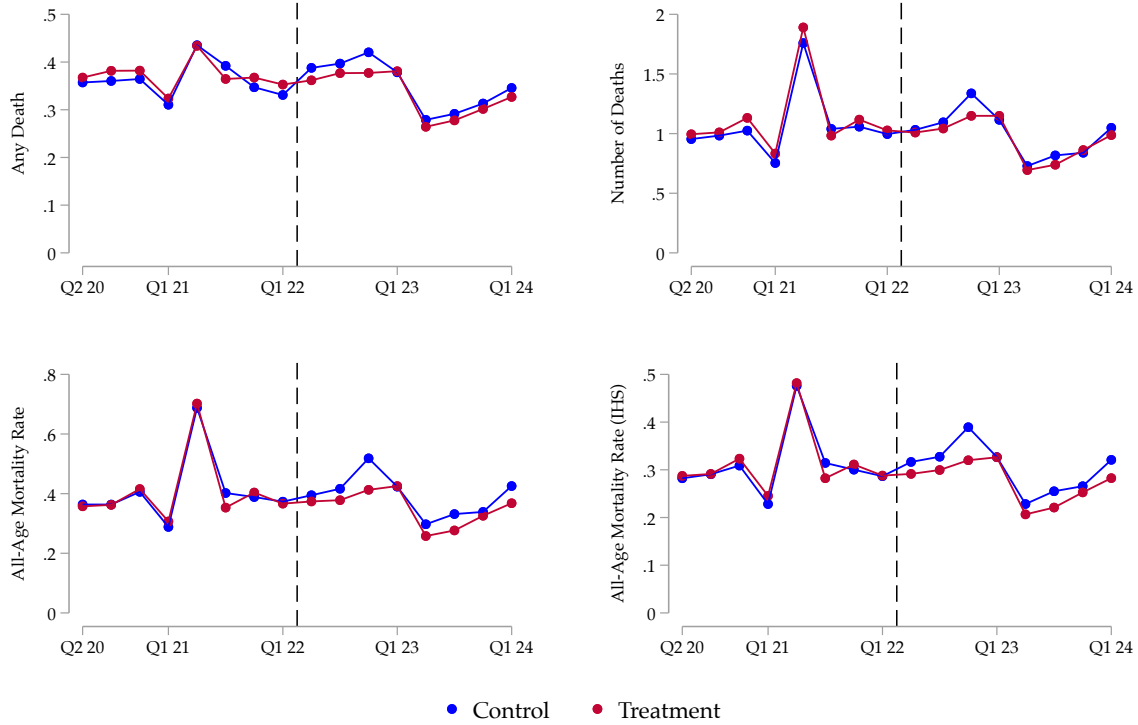 Any Death
.5
.4
.3
.2
.1
0
Q2 20
Q1 21
Q1 22
Q1 23
Q1 24
Number of Deaths
2
1.5
1
.5
0
Q2 20
Q1 21
Q1 22
Q1 23
Q1 24
All-Age Mortality Rate
.8
.6
.4
.2
0
Q2 20
Q1 21
Q1 22
Q1 23
Q1 24
All-Age Mortality Rate (IHS)
.5
.4
.3
.2
.1
0
Q2 20
Q1 21
Q1 22
Q1 23
Q1 24
Control
Treatment